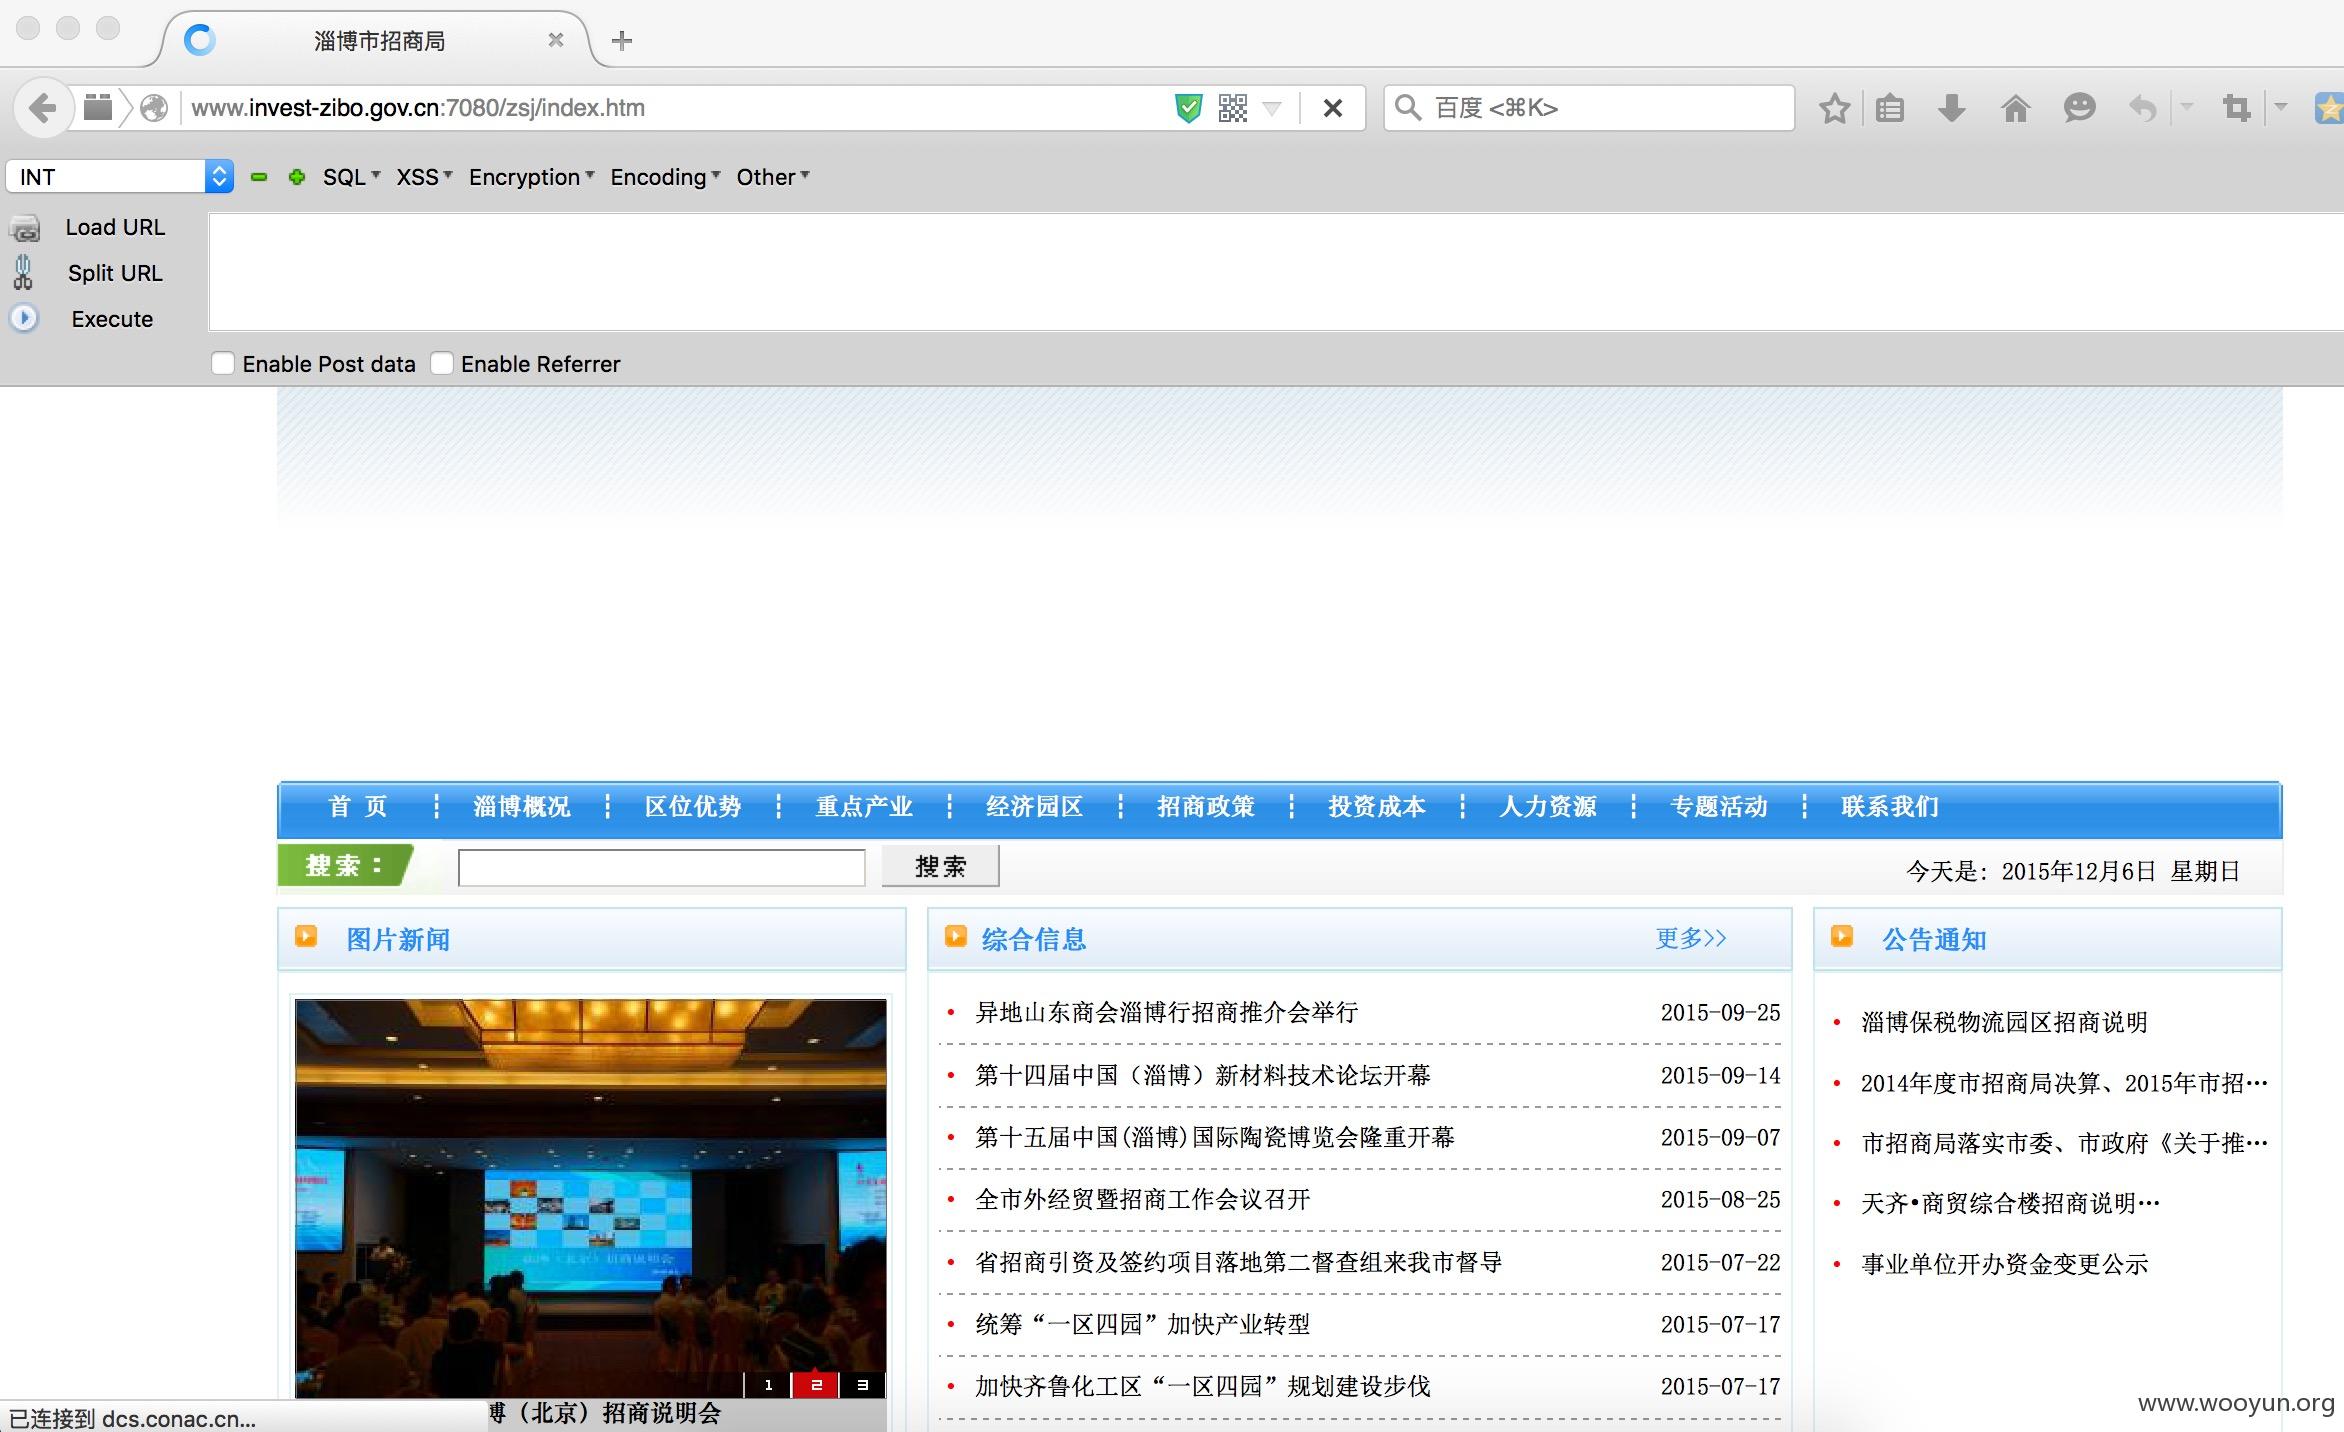 淄博市招商局
www.invest-zibo.gov.cn:7080/zsj/index.htm
百度 <⌘K>
INT
SQL XSS Encryption Encoding Other
Load URL
Split URL
Execute
Enable Post data Enable Referrer
首 页 淄博概况 区位优势 重点产业 经济园区 招商政策 投资成本 人力资源 专题活动 联系我们
搜索： 搜索 今天是: 2015年12月6日 星期日
图片新闻
综合信息 更多>>
异地山东商会淄博行招商推介会举行 2015-09-25
第十四届中国（淄博）新材料技术论坛开幕 2015-09-14
第十五届中国(淄博)国际陶瓷博览会隆重开幕 2015-09-07
全市外经贸暨招商工作会议召开 2015-08-25
省招商引资及签约项目落地第二督查组来我市督导 2015-07-22
统筹“一区四园”加快产业转型 2015-07-17
加快齐鲁化工区“一区四园”规划建设步伐 2015-07-17
公告通知
淄博保税物流园区招商说明
2014年度市招商局决算、2015年市招…
市招商局落实市委、市政府《关于推…
天齐•商贸综合楼招商说明…
事业单位开办资金变更公示
1 2 3
博（北京）招商说明会
已连接到 dcs.conac.cn...
www.wooyun.org